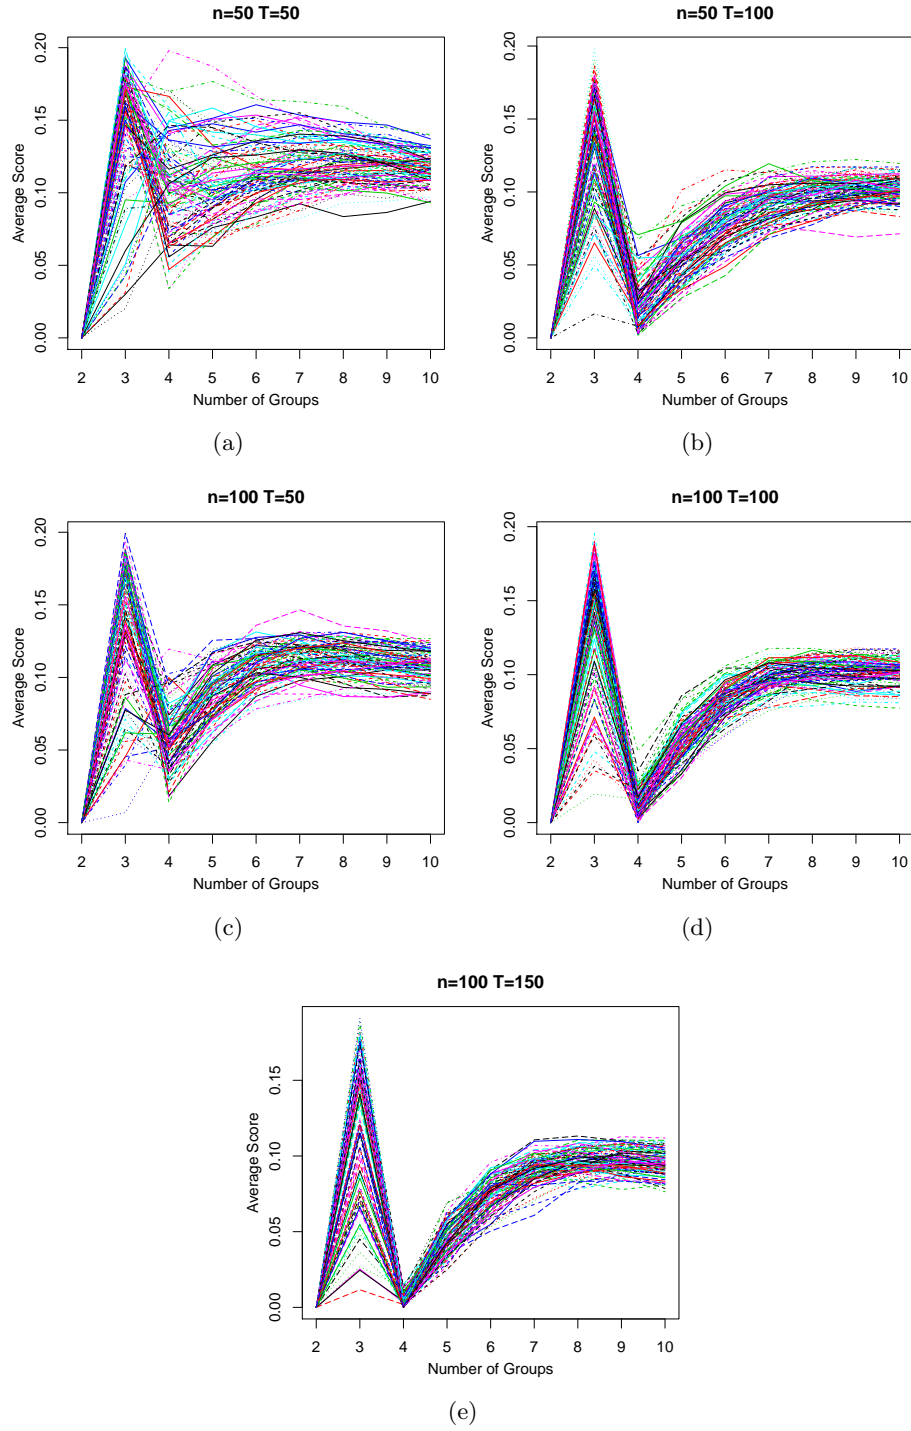 n=50 T=50
0.20
0.15
0.10
0.05
0.00
Average Score
2 3 4 5 6 7 8 9 10
Number of Groups
(a)
n=50 T=100
0.20
0.15
0.10
0.05
0.00
Average Score
2 3 4 5 6 7 8 9 10
Number of Groups
(b)
n=100 T=50
0.20
0.15
0.10
0.05
0.00
Average Score
2 3 4 5 6 7 8 9 10
Number of Groups
(c)
n=100 T=100
0.20
0.15
0.10
0.05
0.00
Average Score
2 3 4 5 6 7 8 9 10
Number of Groups
(d)
n=100 T=150
0.15
0.10
0.05
0.00
Average Score
2 3 4 5 6 7 8 9 10
Number of Groups
(e)